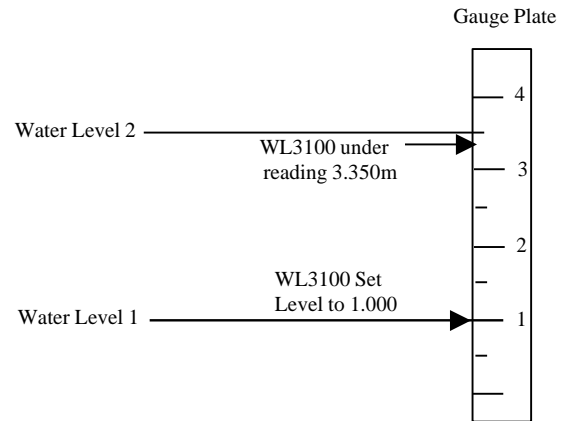 Gauge Plate
4
Water Level 2
WL3100 under
reading 3.350m
3
2
WL3100 Set
Level to 1.000
Water Level 1
1